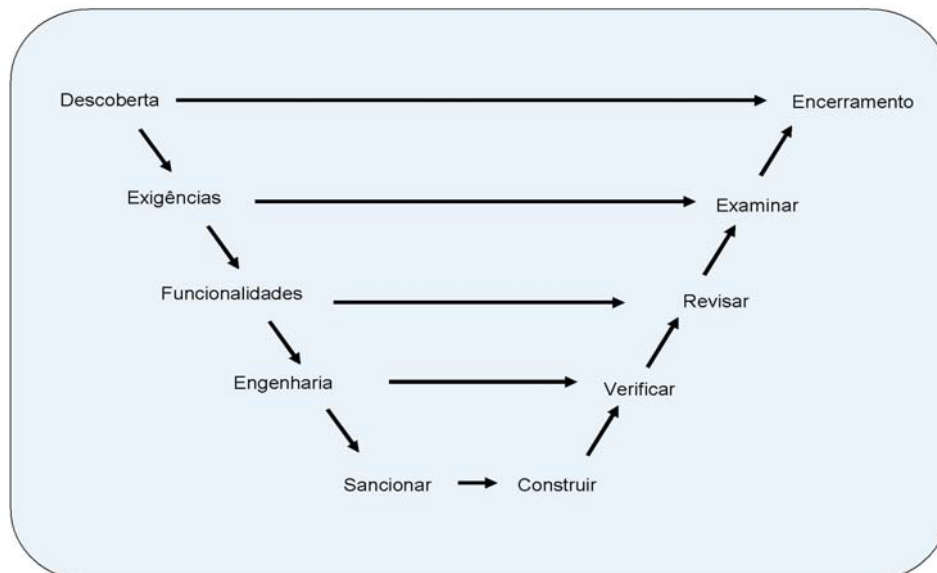 Descoberta
Encerramento
Exigências
Examinar
Funcionalidades
Revisar
Engenharia
Verificar
Sancionar
Construir